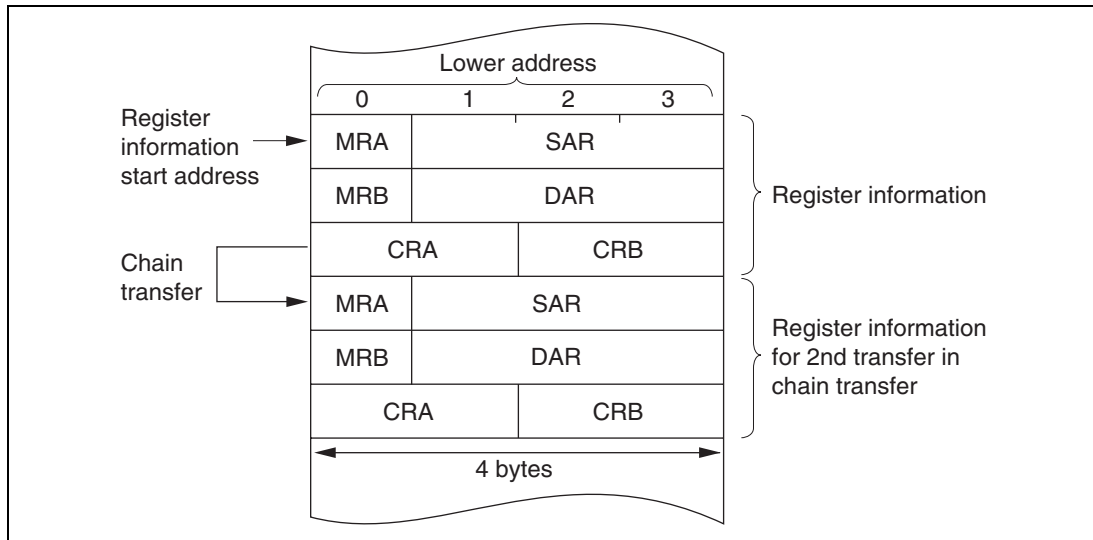 Lower address
0 1 2 3
Register
information
start address
MRA SAR
MRB DAR
CRA CRB
Register information
Chain
transfer
MRA SAR
MRB DAR
CRA CRB
Register information
for 2nd transfer in
chain transfer
4 bytes